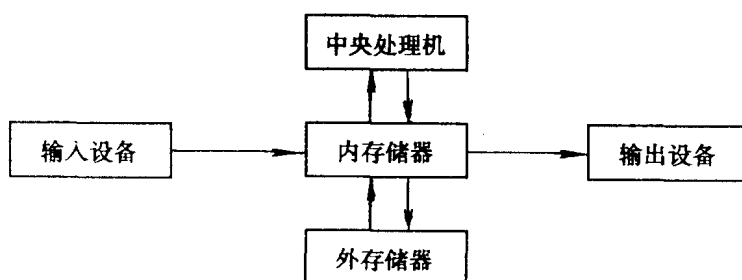 中央处理机
输入设备
内存储器
输出设备
外存储器